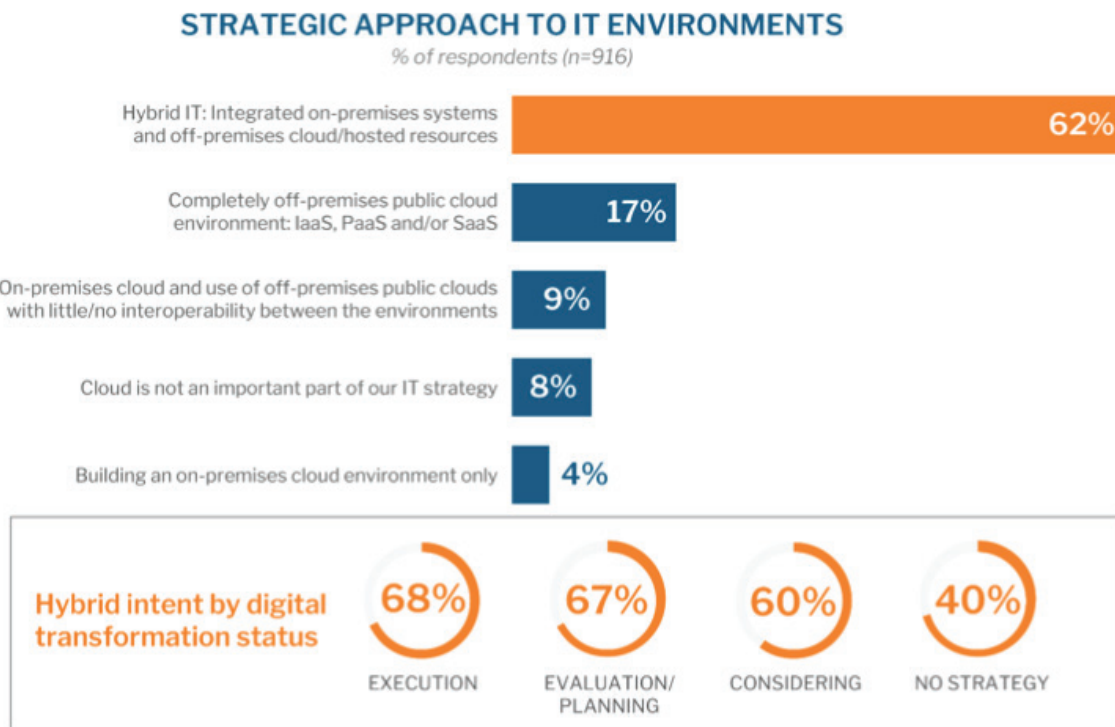 STRATEGIC APPROACH TO IT ENVIRONMENTS
% of respondents (n=916)
Hybrid IT: Integrated on-premises systems
and off-premises cloud/hosted resources
62%
Completely off-premises public cloud
environment: IaaS, PaaS and/or SaaS
17%
On-premises cloud and use of off-premises public clouds
with little/no interoperability between the environments
9%
Cloud is not an important part of our IT strategy
8%
Building an on-premises cloud environment only
4%
Hybrid intent by digital
transformation status
68%
EXECUTION
67%
EVALUATION/
PLANNING
60%
CONSIDERING
40%
NO STRATEGY